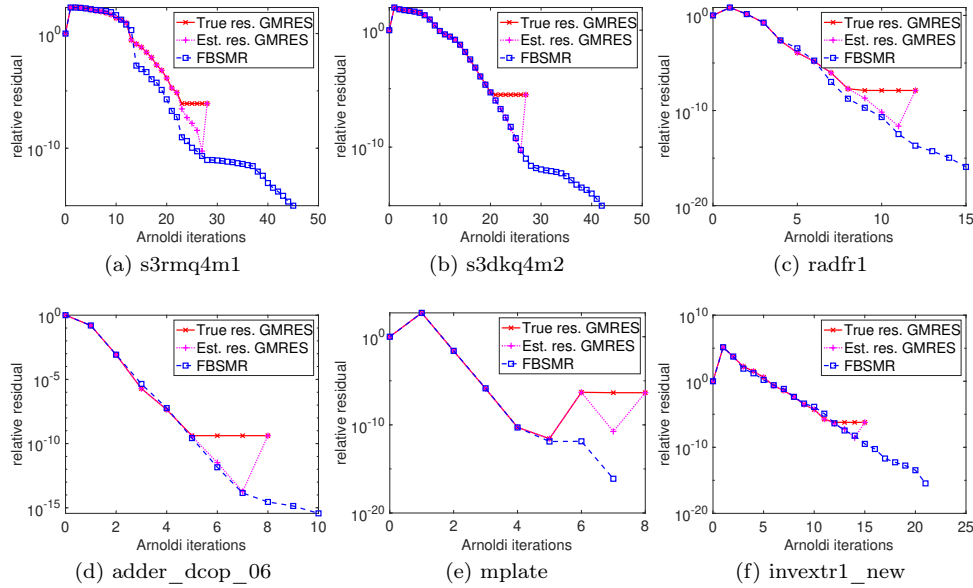 relative residual
10^0
10^-10
True res. GMRES
Est. res. GMRES
FBSMR
0 10 20 30 40 50
Arnoldi iterations
(a) s3rmq4m1
relative residual
10^0
10^-10
True res. GMRES
Est. res. GMRES
FBSMR
0 10 20 30 40 50
Arnoldi iterations
(b) s3dkq4m2
relative residual
10^0
10^-10
10^-20
True res. GMRES
Est. res. GMRES
FBSMR
0 5 10 15
Arnoldi iterations
(c) radfr1
relative residual
10^0
10^-5
10^-10
10^-15
True res. GMRES
Est. res. GMRES
FBSMR
0 2 4 6 8 10
Arnoldi iterations
(d) adder_dcop_06
relative residual
10^0
10^-10
10^-20
True res. GMRES
Est. res. GMRES
FBSMR
0 2 4 6 8
Arnoldi iterations
(e) mplate
relative residual
10^10
10^0
10^-10
10^-20
True res. GMRES
Est. res. GMRES
FBSMR
0 5 10 15 20 25
Arnoldi iterations
(f) invextr1_new